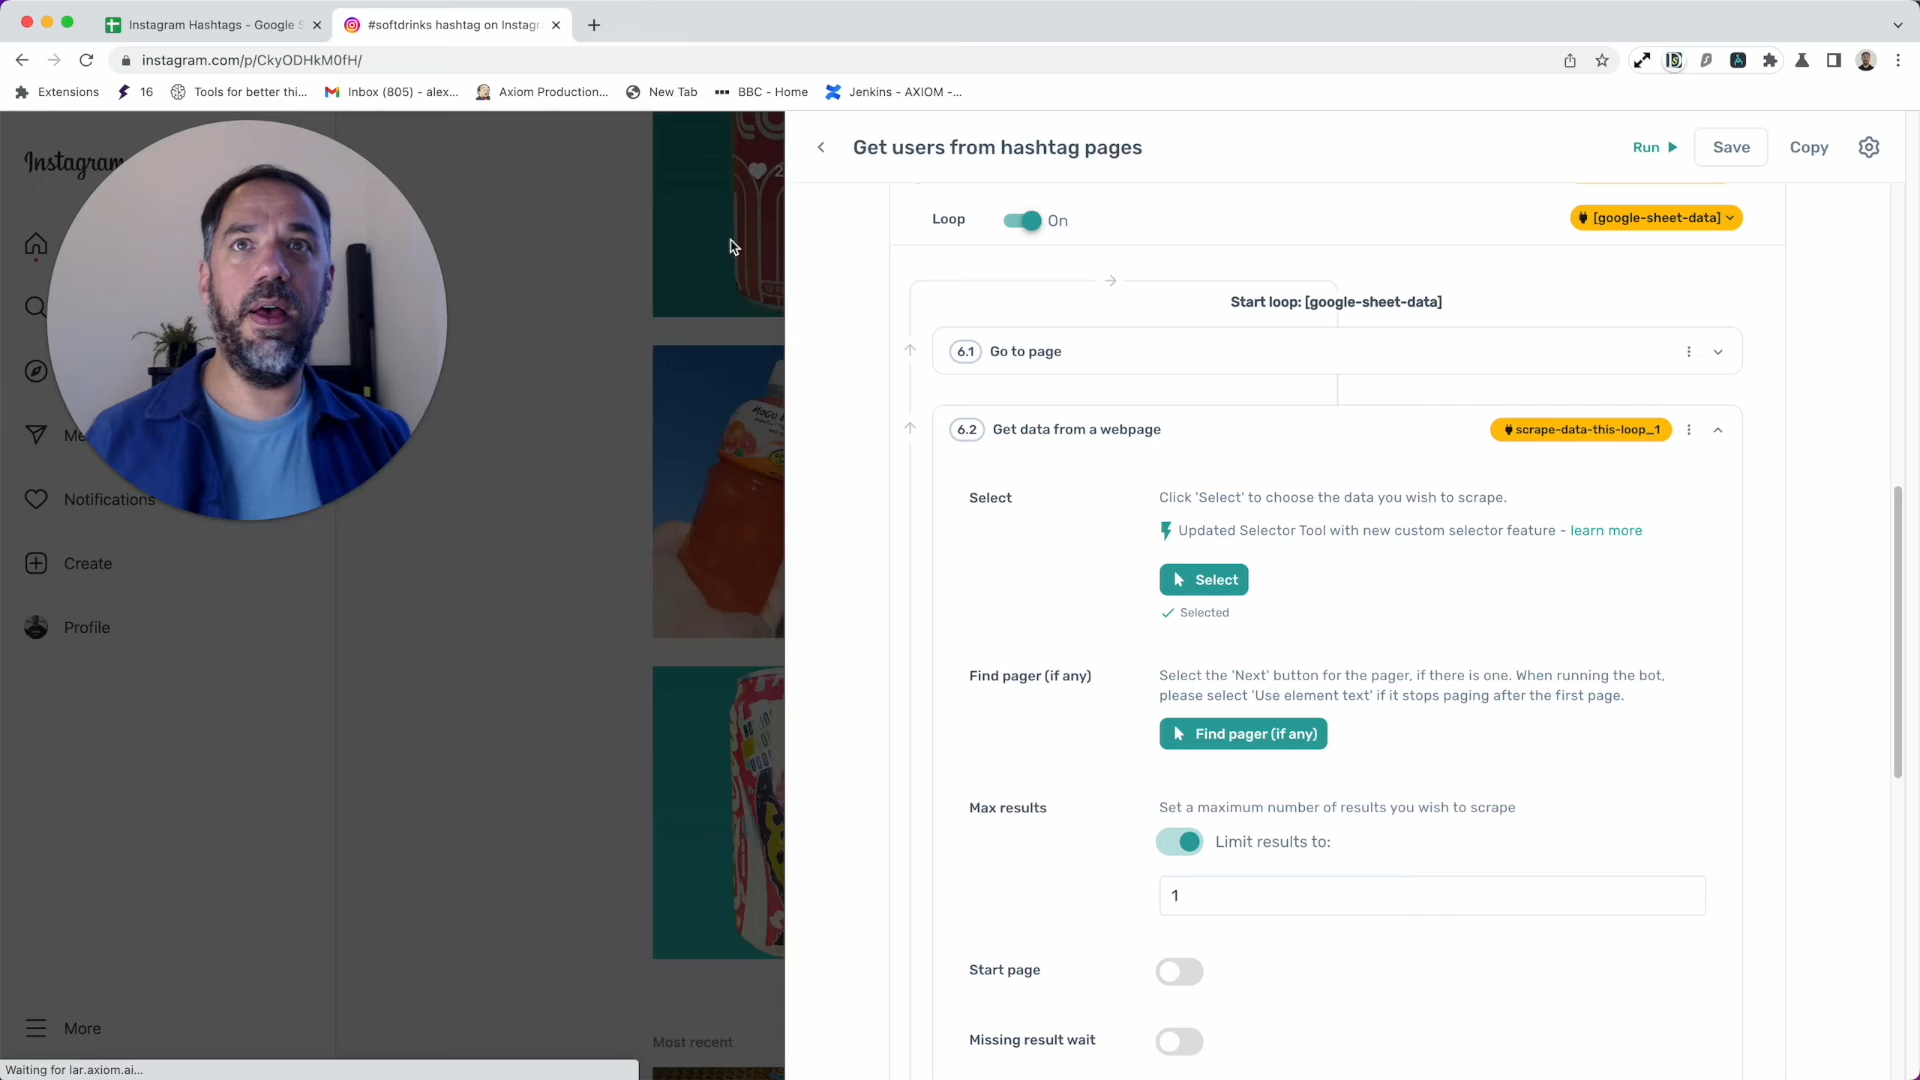 Instagram Hashtags - Google S
#softdrinks hashtag on Instagr
instagram.com/p/CkyODHkM0fH/
Extensions
16
Tools for better thi...
Inbox (805) - alex...
Axiom Production...
New Tab
BBC - Home
Jenkins - AXIOM -...
Instagram
Notifications
Create
Profile
More
Most recent
Waiting for lar.axiom.ai...
Get users from hashtag pages
Run
Save
Copy
Loop
On
[google-sheet-data]
Start loop: [google-sheet-data]
6.1 Go to page
6.2 Get data from a webpage
scrape-data-this-loop_1
Select
Click 'Select' to choose the data you wish to scrape.
Updated Selector Tool with new custom selector feature - learn more
Select
Selected
Find pager (if any)
Select the 'Next' button for the pager, if there is one. When running the bot,
please select 'Use element text' if it stops paging after the first page.
Find pager (if any)
Max results
Set a maximum number of results you wish to scrape
Limit results to:
1
Start page
Missing result wait